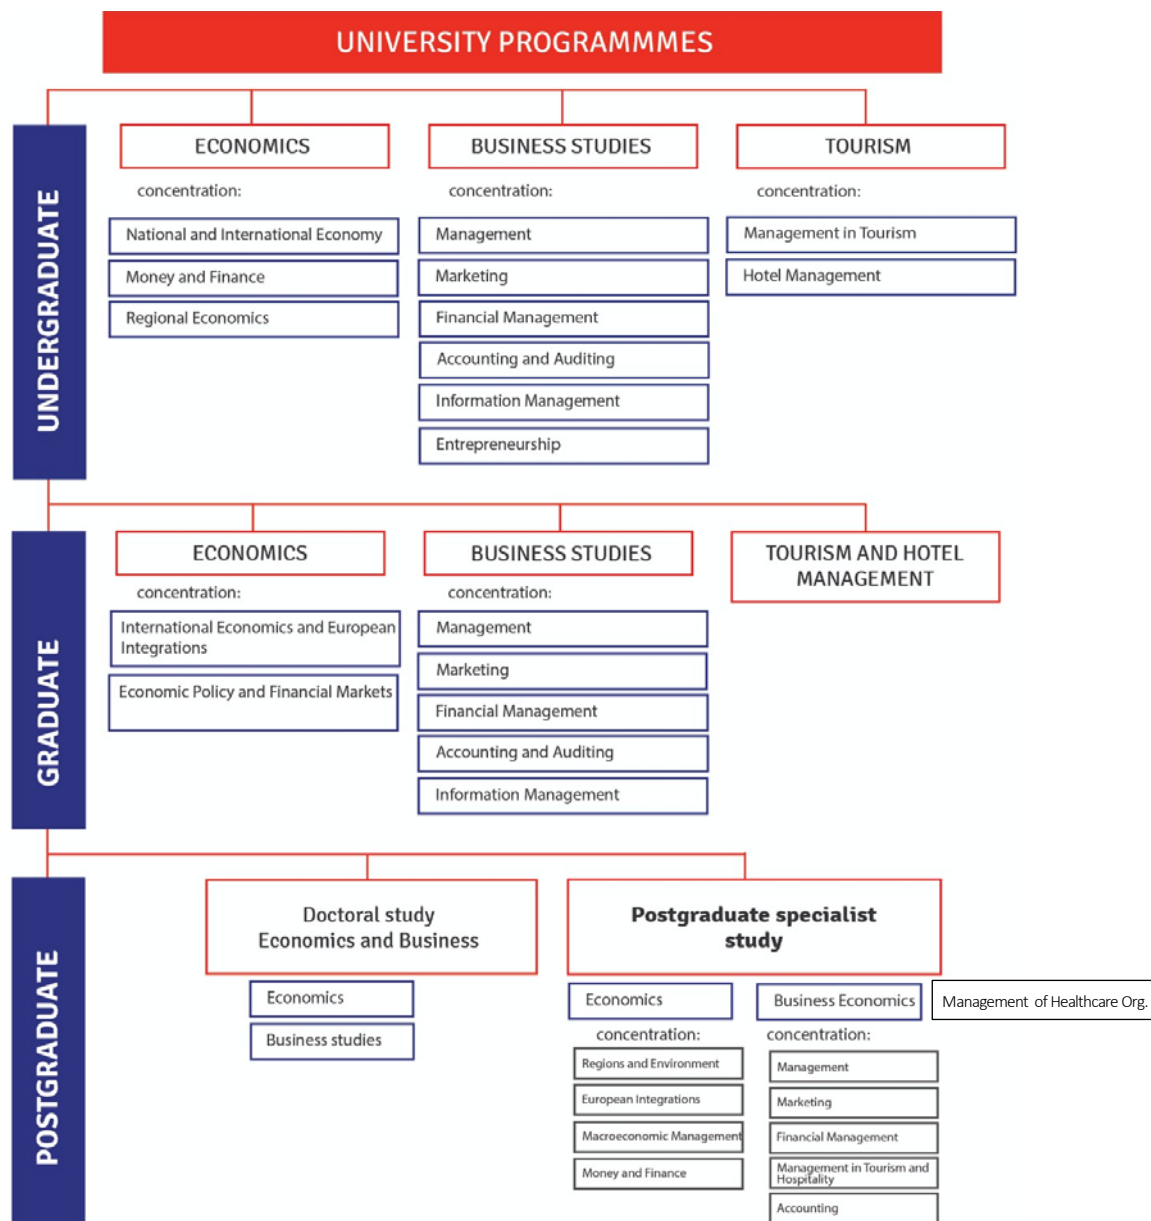 UNIVERSITY PROGRAMMMES
UNDERGRADUATE
ECONOMICS
concentration:
National and International Economy
Money and Finance
Regional Economics
BUSINESS STUDIES
concentration:
Management
Marketing
Financial Management
Accounting and Auditing
Information Management
Entrepreneurship
TOURISM
concentration:
Management in Tourism
Hotel Management
GRADUATE
ECONOMICS
concentration:
International Economics and European
Integrations
Economic Policy and Financial Markets
BUSINESS STUDIES
concentration:
Management
Marketing
Financial Management
Accounting and Auditing
Information Management
TOURISM AND HOTEL
MANAGEMENT
POSTGRADUATE
Doctoral study
Economics and Business
Economics
Business studies
Postgraduate specialist
study
Economics
concentration:
Regions and Environment
European Integrations
Macroeconomic Management
Money and Finance
Business Economics
concentration:
Management
Marketing
Financial Management
Management in Tourism and
Hospitality
Accounting
Management of Healthcare Org.